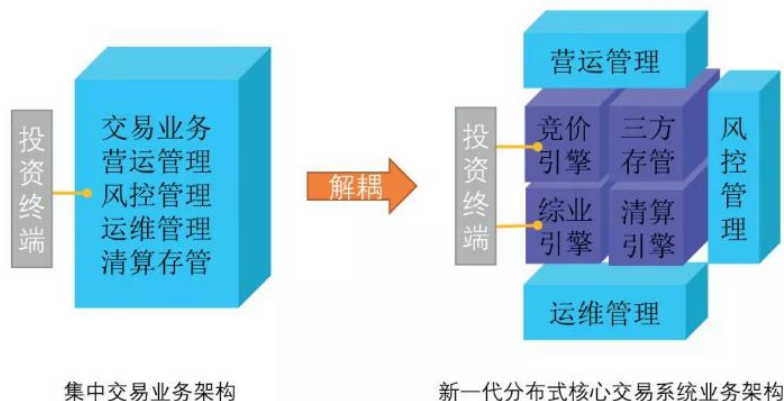 投资终端
交易业务
营运管理
风控管理
运维管理
清算存管
解耦
投资终端
营运管理
竞价
引擎
三方
存管
综业
引擎
清算
引擎
风控管理
运维管理
集中交易业务架构
新一代分布式核心交易系统业务架构